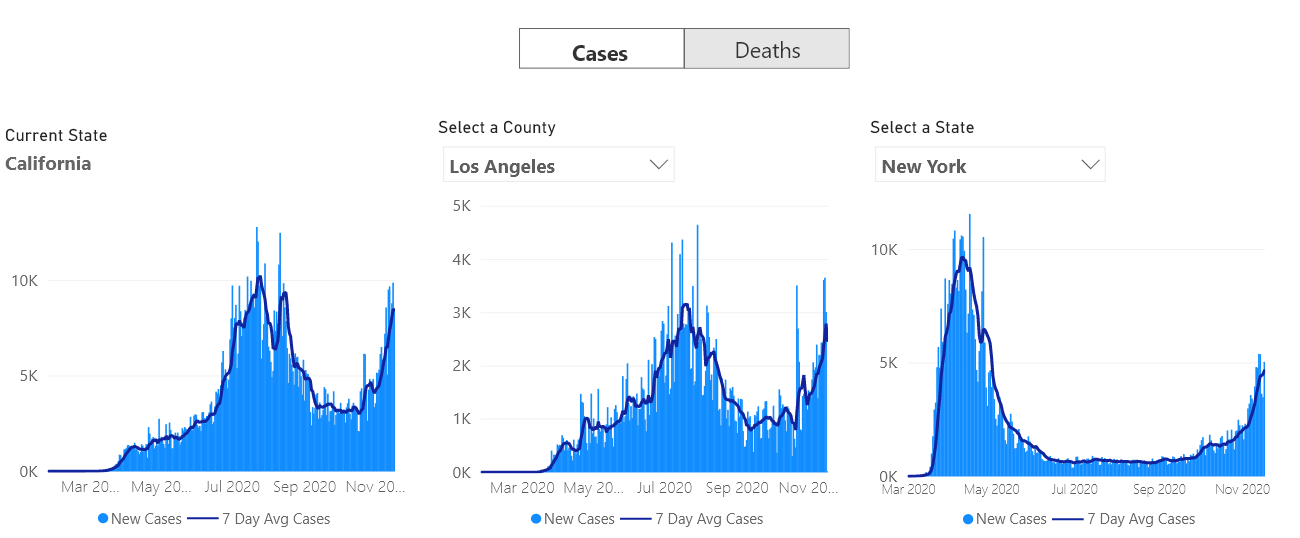 Cases Deaths
Current State
California
10K
5K
0K
Mar 20... May 20... Jul 2020 Sep 2020 Nov 20...
New Cases 7 Day Avg Cases
Select a County
Los Angeles
5K
4K
3K
2K
1K
0K
Mar 2020 May 20... Jul 2020 Sep 2020 Nov 20...
New Cases 7 Day Avg Cases
Select a State
New York
10K
5K
0K
Mar 2020 May 2020 Jul 2020 Sep 2020 Nov 2020
New Cases 7 Day Avg Cases